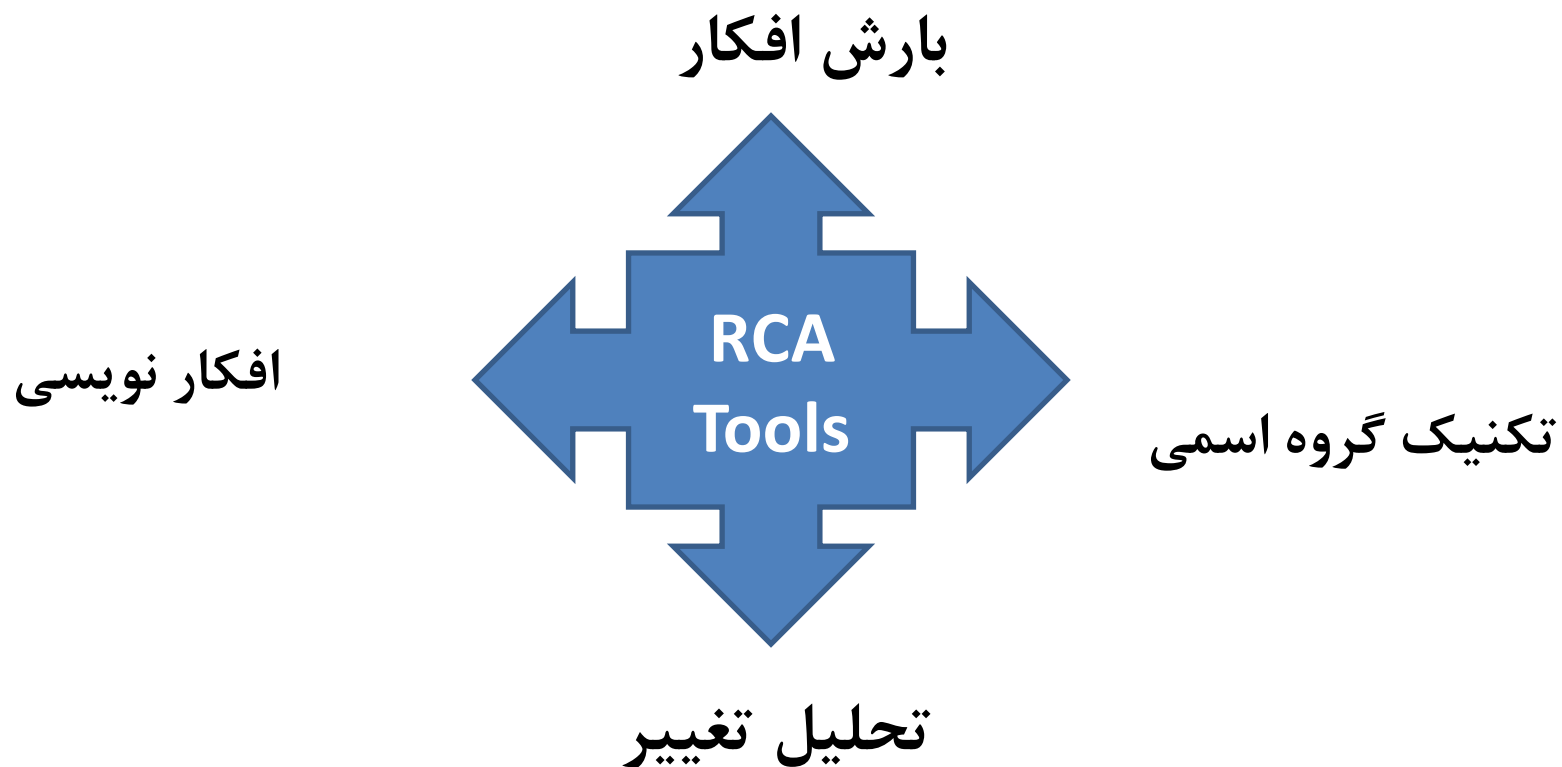 بارش افکار
RCA
Tools
افکار نویسی
تکنیک گروه اسمی
تحلیل تغییر